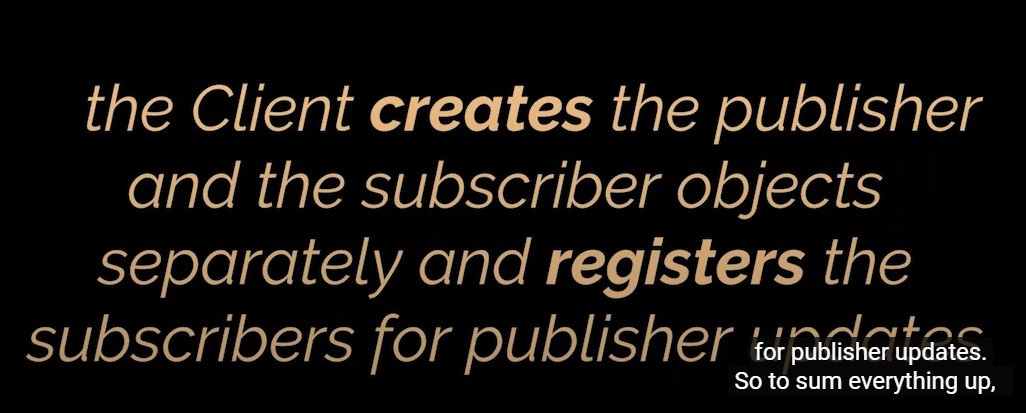 the Client creates the publisher
and the subscriber objects
separately and registers the
subscribers for publisher updates
for publisher updates.
So to sum everything up,